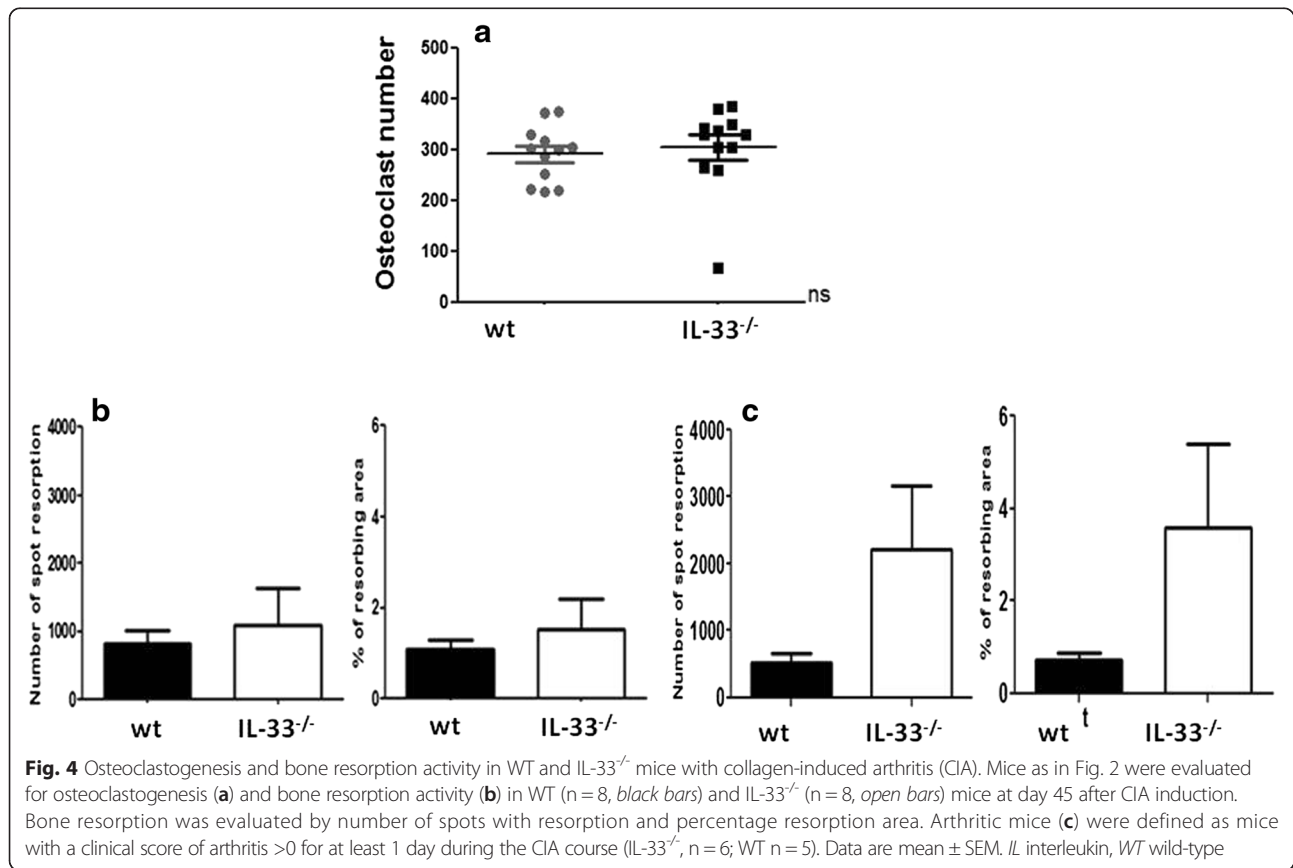 a
500
400
300
200
100
0
Osteoclast number
wt
IL-33-/-
ns
b
4000
3000
2000
1000
0
Number of spot resorption
wt
IL-33-/-
6
4
2
0
% of resorbing area
wt
IL-33-/-
c
4000
3000
2000
1000
0
Number of spot resorption
wt
IL-33-/-
6
4
2
0
% of resorbing area
wt t
IL-33-/-
Fig. 4 Osteoclastogenesis and bone resorption activity in WT and IL-33-/- mice with collagen-induced arthritis (CIA). Mice as in Fig. 2 were evaluated
for osteoclastogenesis (a) and bone resorption activity (b) in WT (n = 8, black bars) and IL-33-/- (n = 8, open bars) mice at day 45 after CIA induction.
Bone resorption was evaluated by number of spots with resorption and percentage resorption area. Arthritic mice (c) were defined as mice
with a clinical score of arthritis >0 for at least 1 day during the CIA course (IL-33-/-, n = 6; WT n = 5). Data are mean ± SEM. IL interleukin, WT wild-type